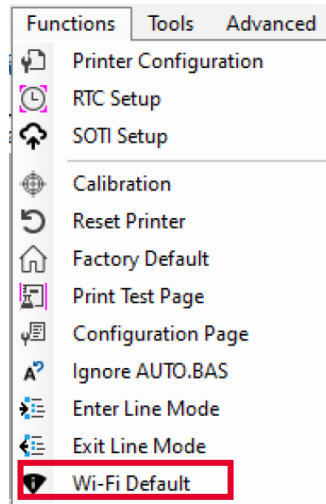 Functions Tools Advanced
Printer Configuration
RTC Setup
SOTI Setup
Calibration
Reset Printer
Factory Default
Print Test Page
Configuration Page
Ignore AUTO.BAS
Enter Line Mode
Exit Line Mode
Wi-Fi Default